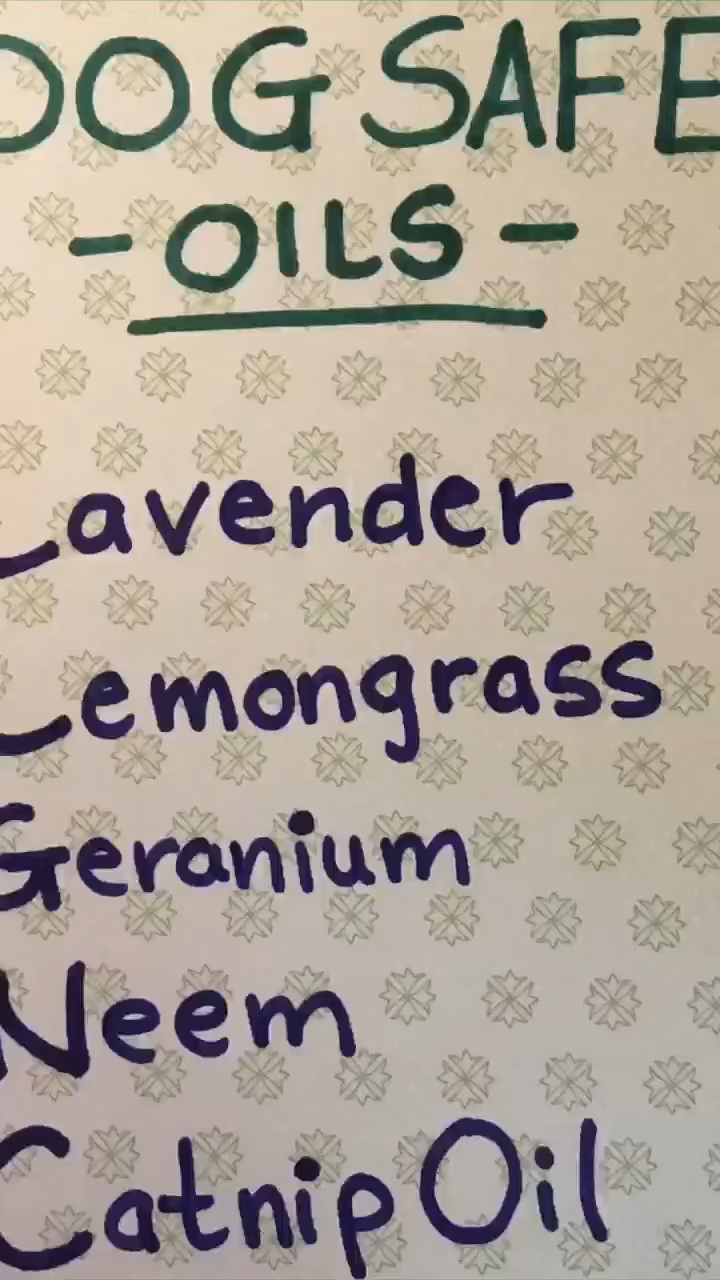 DOG SAFE
- OILS -
Lavender
Lemongrass
Geranium
Neem
Catnip Oil